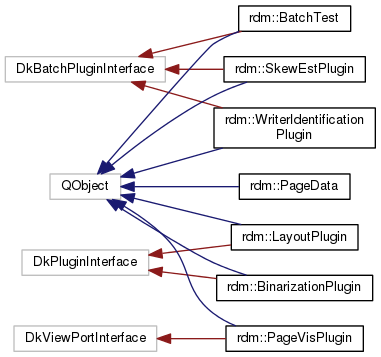 rdm::BatchTest
DkBatchPluginInterface
rdm::SkewEstPlugin
rdm::WriterIdentification
Plugin
QObject
rdm::PageData
rdm::LayoutPlugin
DkPluginInterface
rdm::BinarizationPlugin
DkViewPortInterface
rdm::PageVisPlugin